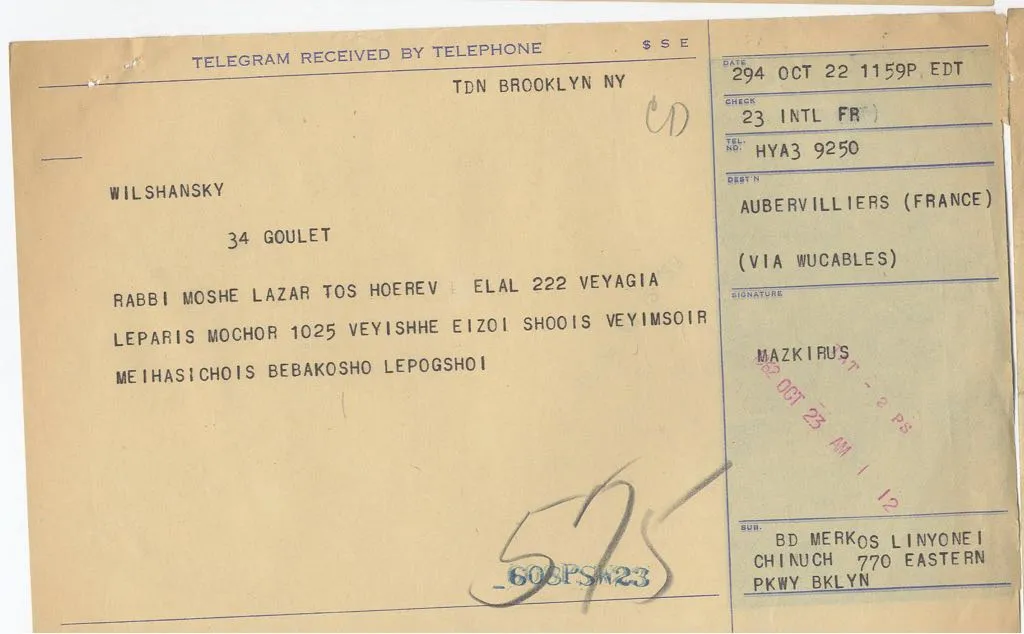 TELEGRAM RECEIVED BY TELEPHONE
$ S E
TDN BROOKLYN NY
CD
WILSHANSKY
34 GOULET
RABBI MOSHE LAZAR TOS HOEREV ELAL 222 VEYAGIA
LEPARIS MOCHOR 1025 VEYISHHE EIZOI SHOOIS VEYIMSOIR
MEIHASICHOIS BEBAKOSHO LEPOGSHOI
575
DATE
294 OCT 22 1159P EDT
CHECK
23 INTL FR
TEL. NO.
HYA3 9250
DEST'N
AUBERVILLIERS (FRANCE)
(VIA WUCABLES)
SIGNATURE
MAZKIRUS
OCT 23 AM 1 12
SUB.
BD MERKOS LINYONEI
CHINUCH 770 EASTERN
PKWY BKLYN